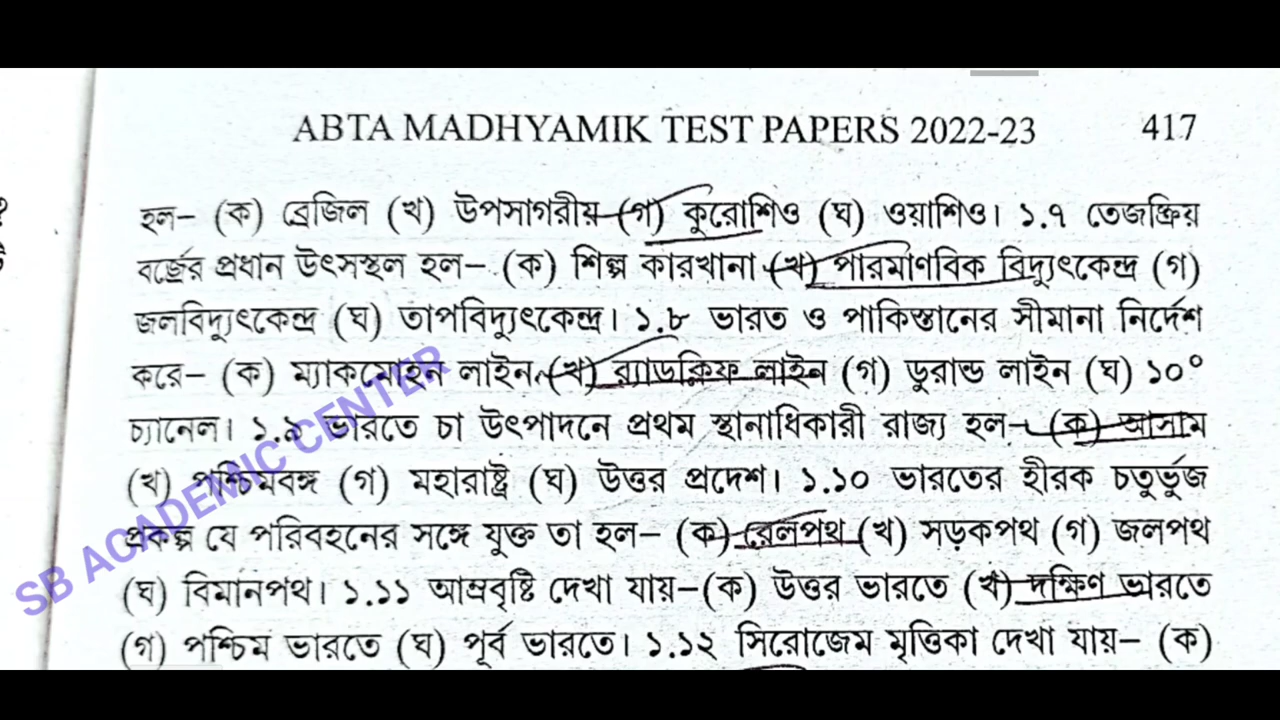 ABTA MADHYAMIK TEST PAPERS 2022-23 417
হল– (ক) ব্রেজিল (খ) উপসাগরীয় (গ) কুরোশিও (ঘ) ওয়াশিও। ১.৭ তেজস্ক্রিয়
বর্জ্যের প্রধান উৎসস্থল হল– (ক) শিল্প কারখানা (খ) পারমাণবিক বিদ্যুৎকেন্দ্র (গ)
জলবিদ্যুৎকেন্দ্র (ঘ) তাপবিদ্যুৎকেন্দ্র। ১.৮ ভারত ও পাকিস্তানের সীমানা নির্দেশ
করে– (ক) ম্যাকমোহন লাইন (খ) র‍্যাডক্লিফ লাইন (গ) ডুরান্ড লাইন (ঘ) ১০°
চ্যানেল। ১.৯ ভারতে চা উৎপাদনে প্রথম স্থানাধিকারী রাজ্য হল– (ক) আসাম
(খ) পশ্চিমবঙ্গ (গ) মহারাষ্ট্র (ঘ) উত্তর প্রদেশ। ১.১০ ভারতের হীরক চতুর্ভুজ
প্রকল্প যে পরিবহনের সঙ্গে যুক্ত তা হল– (ক) রেলপথ (খ) সড়কপথ (গ) জলপথ
(ঘ) বিমানপথ। ১.১১ আম্রবৃষ্টি দেখা যায়–(ক) উত্তর ভারতে (খ) দক্ষিণ ভারতে
(গ) পশ্চিম ভারতে (ঘ) পূর্ব ভারতে। ১.১২ সিরোজেম মৃত্তিকা দেখা যায়– (ক)
SB ACADEMIC CENTER